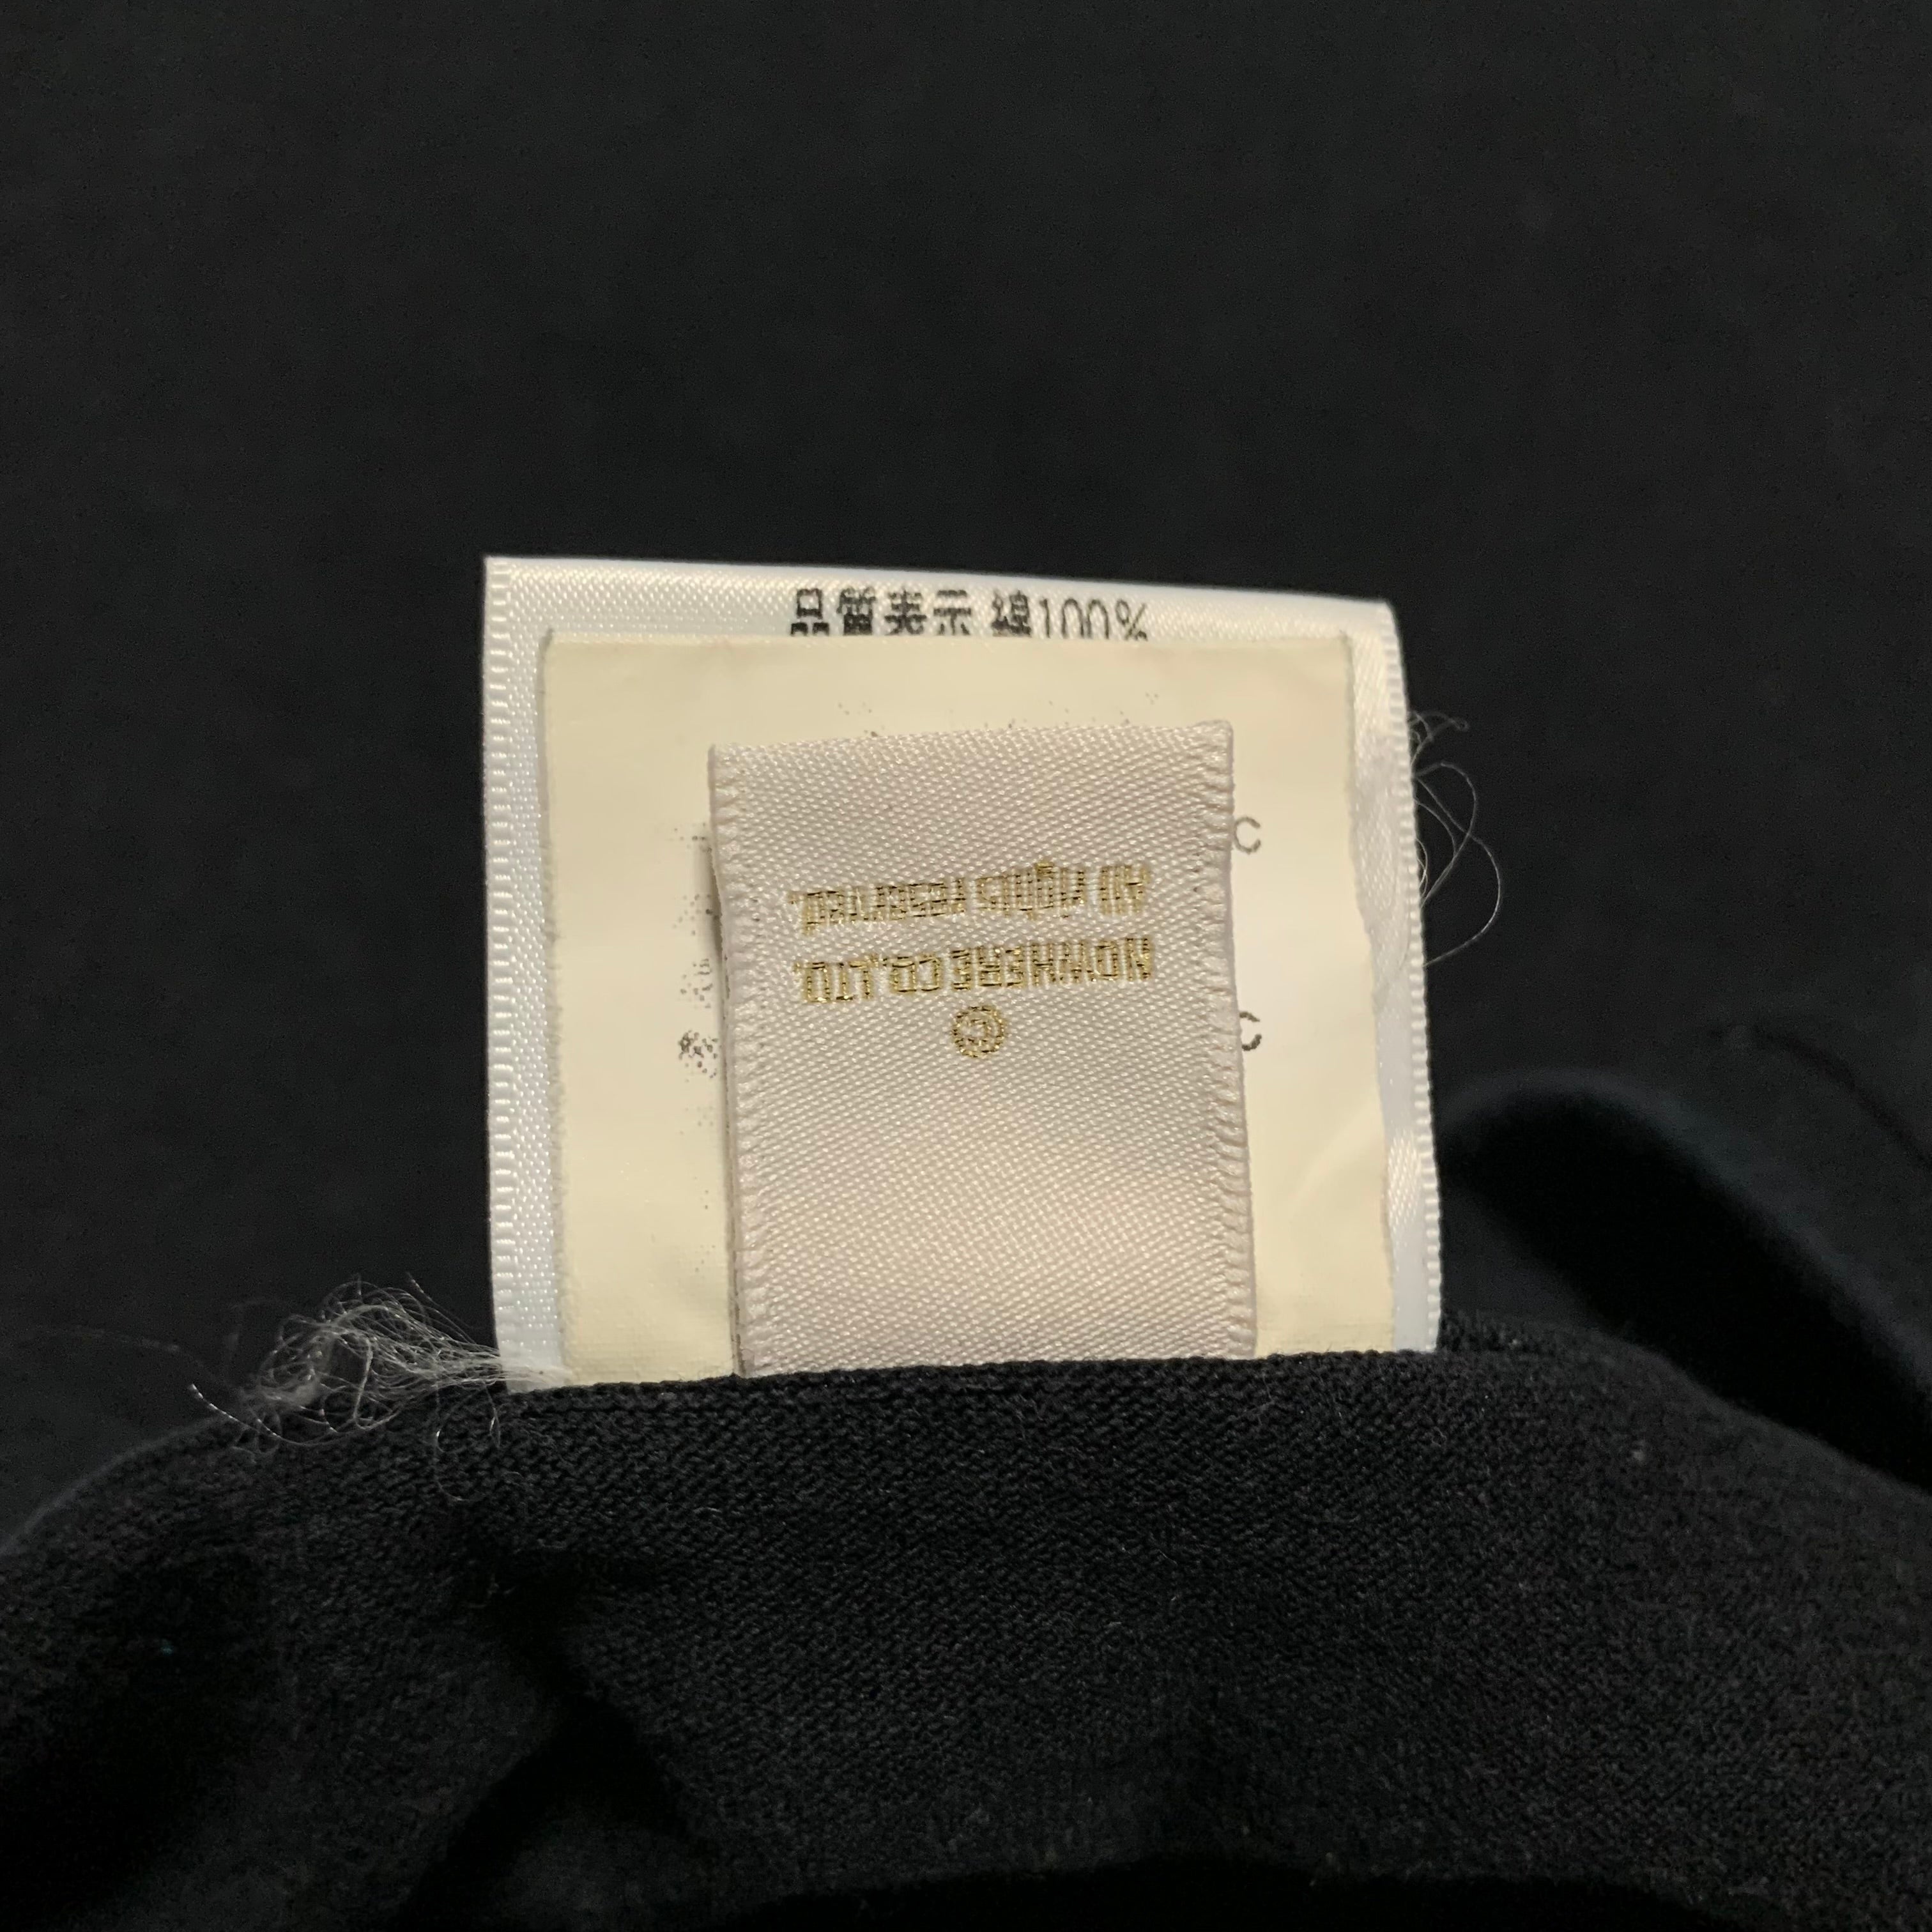 品質表示 綿100%
©
NOWHERE CO.,LTD.
All rights reserved.
C
C